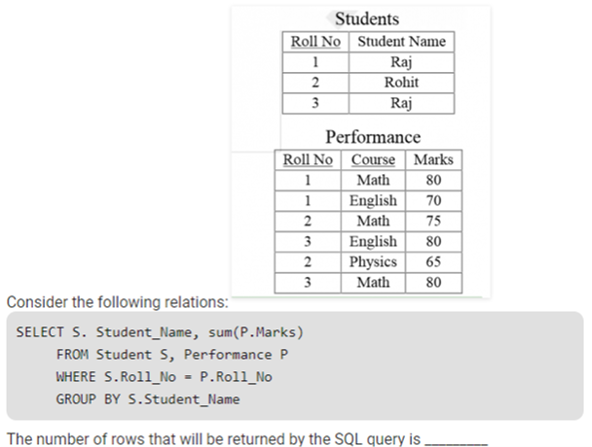 Students
Roll No Student Name
1 Raj
2 Rohit
3 Raj
Performance
Roll No Course Marks
1 Math 80
1 English 70
2 Math 75
3 English 80
2 Physics 65
3 Math 80
Consider the following relations:
SELECT S. Student_Name, sum(P.Marks)
FROM Student S, Performance P
WHERE S.Roll_No = P.Roll_No
GROUP BY S.Student_Name
The number of rows that will be returned by the SQL query is _________